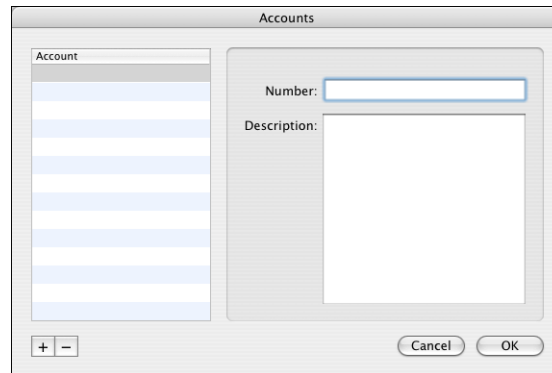 Accounts
Account
Number:
Description:
+ −
Cancel
OK